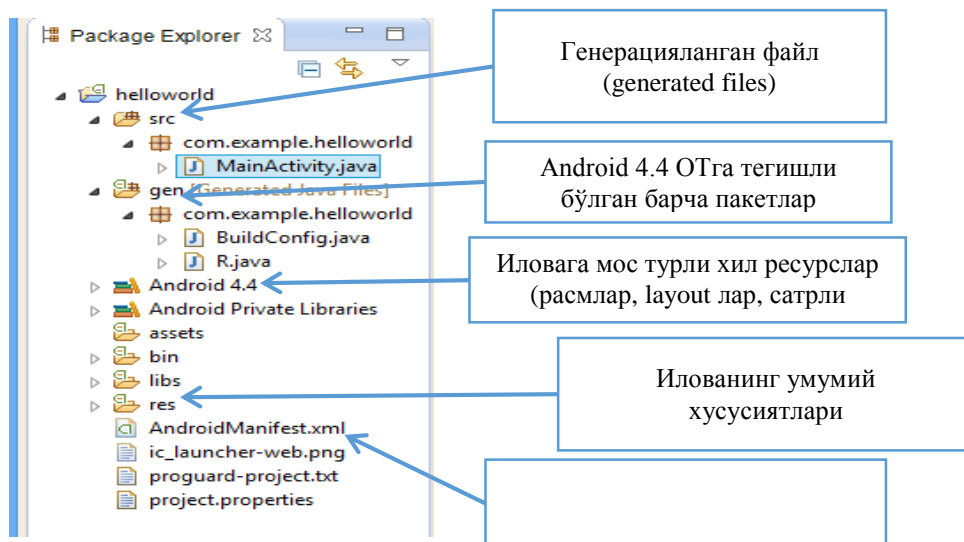 Package Explorer
helloworld
src
com.example.helloworld
MainActivity.java
gen [Generated Java Files]
com.example.helloworld
BuildConfig.java
R.java
Android 4.4
Android Private Libraries
assets
bin
libs
res
AndroidManifest.xml
ic_launcher-web.png
proguard-project.txt
project.properties
Генерацияланган файл
(generated files)
Android 4.4 ОТга тегишли
бўлган барча пакетлар
Иловага мос турли хил ресурслар
(расмлар, layout лар, сатрли
Илованинг умумий
хусусиятлари